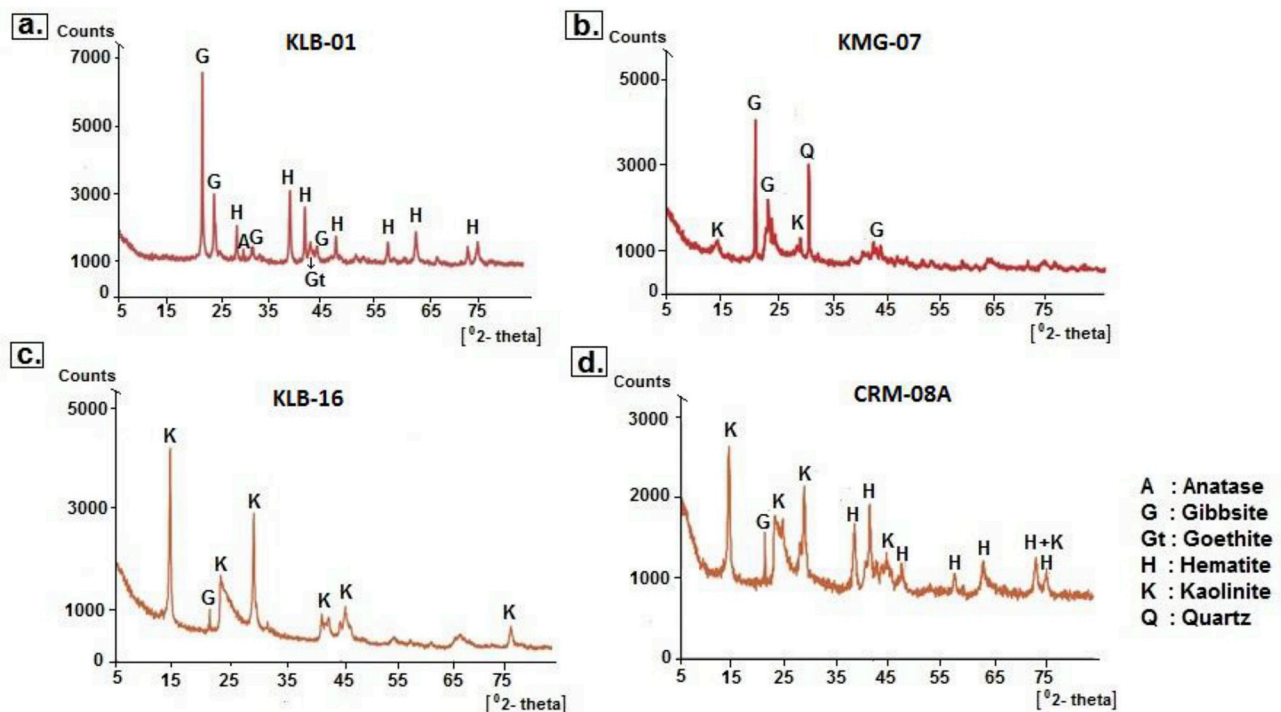 a.
Counts
KLB-01
7000
5000
3000
1000
0
G
G
H
A
G
H
H
Gt
G
H
H
H
H
5 15 25 35 45 55 65 75
[⁰2- theta]
b.
Counts
KMG-07
5000
3000
1000
0
K
G
G
K
Q
G
5 15 25 35 45 55 65 75
[⁰2- theta]
c.
Counts
KLB-16
5000
3000
1000
0
K
G
K
K
K
K
K
5 15 25 35 45 55 65 75
[⁰2- theta]
d.
Counts
CRM-08A
3000
2000
1000
0
K
G
K
K
H
H
K
H
H
H
H+K
H
5 15 25 35 45 55 65 75
[⁰2- theta]
A : Anatase
G : Gibbsite
Gt : Goethite
H : Hematite
K : Kaolinite
Q : Quartz